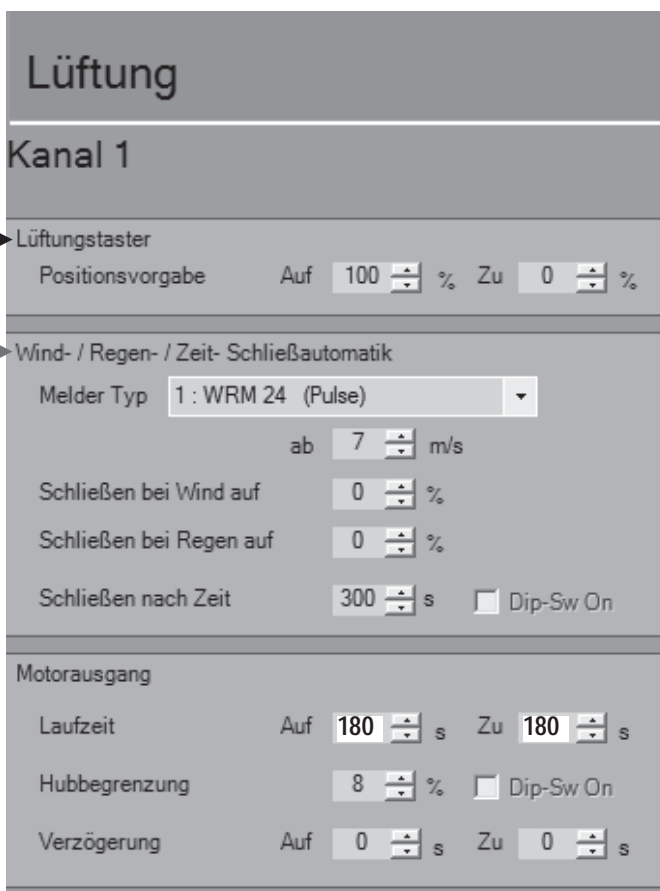 Lüftung
Kanal 1
Lüftungstaster
Positionsvorgabe Auf 100 % Zu 0 %
Wind- / Regen- / Zeit- Schließautomatik
Melder Typ 1 : WRM 24 (Pulse)
ab 7 m/s
Schließen bei Wind auf 0 %
Schließen bei Regen auf 0 %
Schließen nach Zeit 300 s Dip-Sw On
Motorausgang
Laufzeit Auf 180 s Zu 180 s
Hubbegrenzung 8 % Dip-Sw On
Verzögerung Auf 0 s Zu 0 s